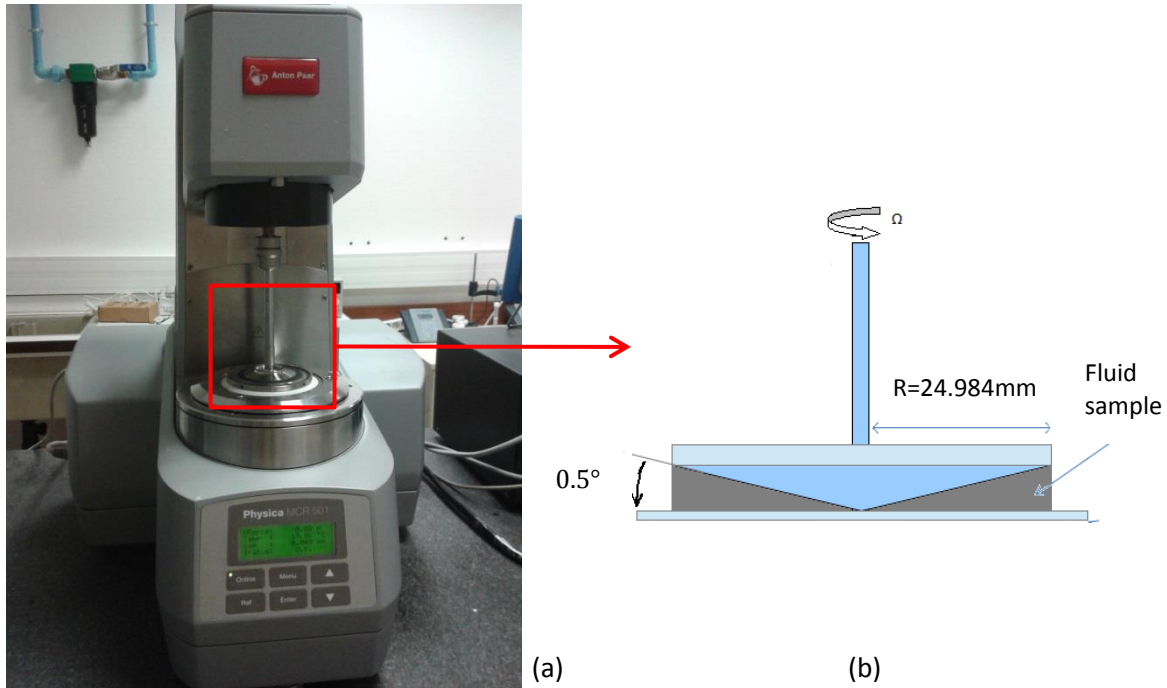 Anton Paar
Physica MCR 501
Online
Menu
Ref
Enter
(a)
Ω
R=24.984mm
Fluid
sample
0.5°
(b)